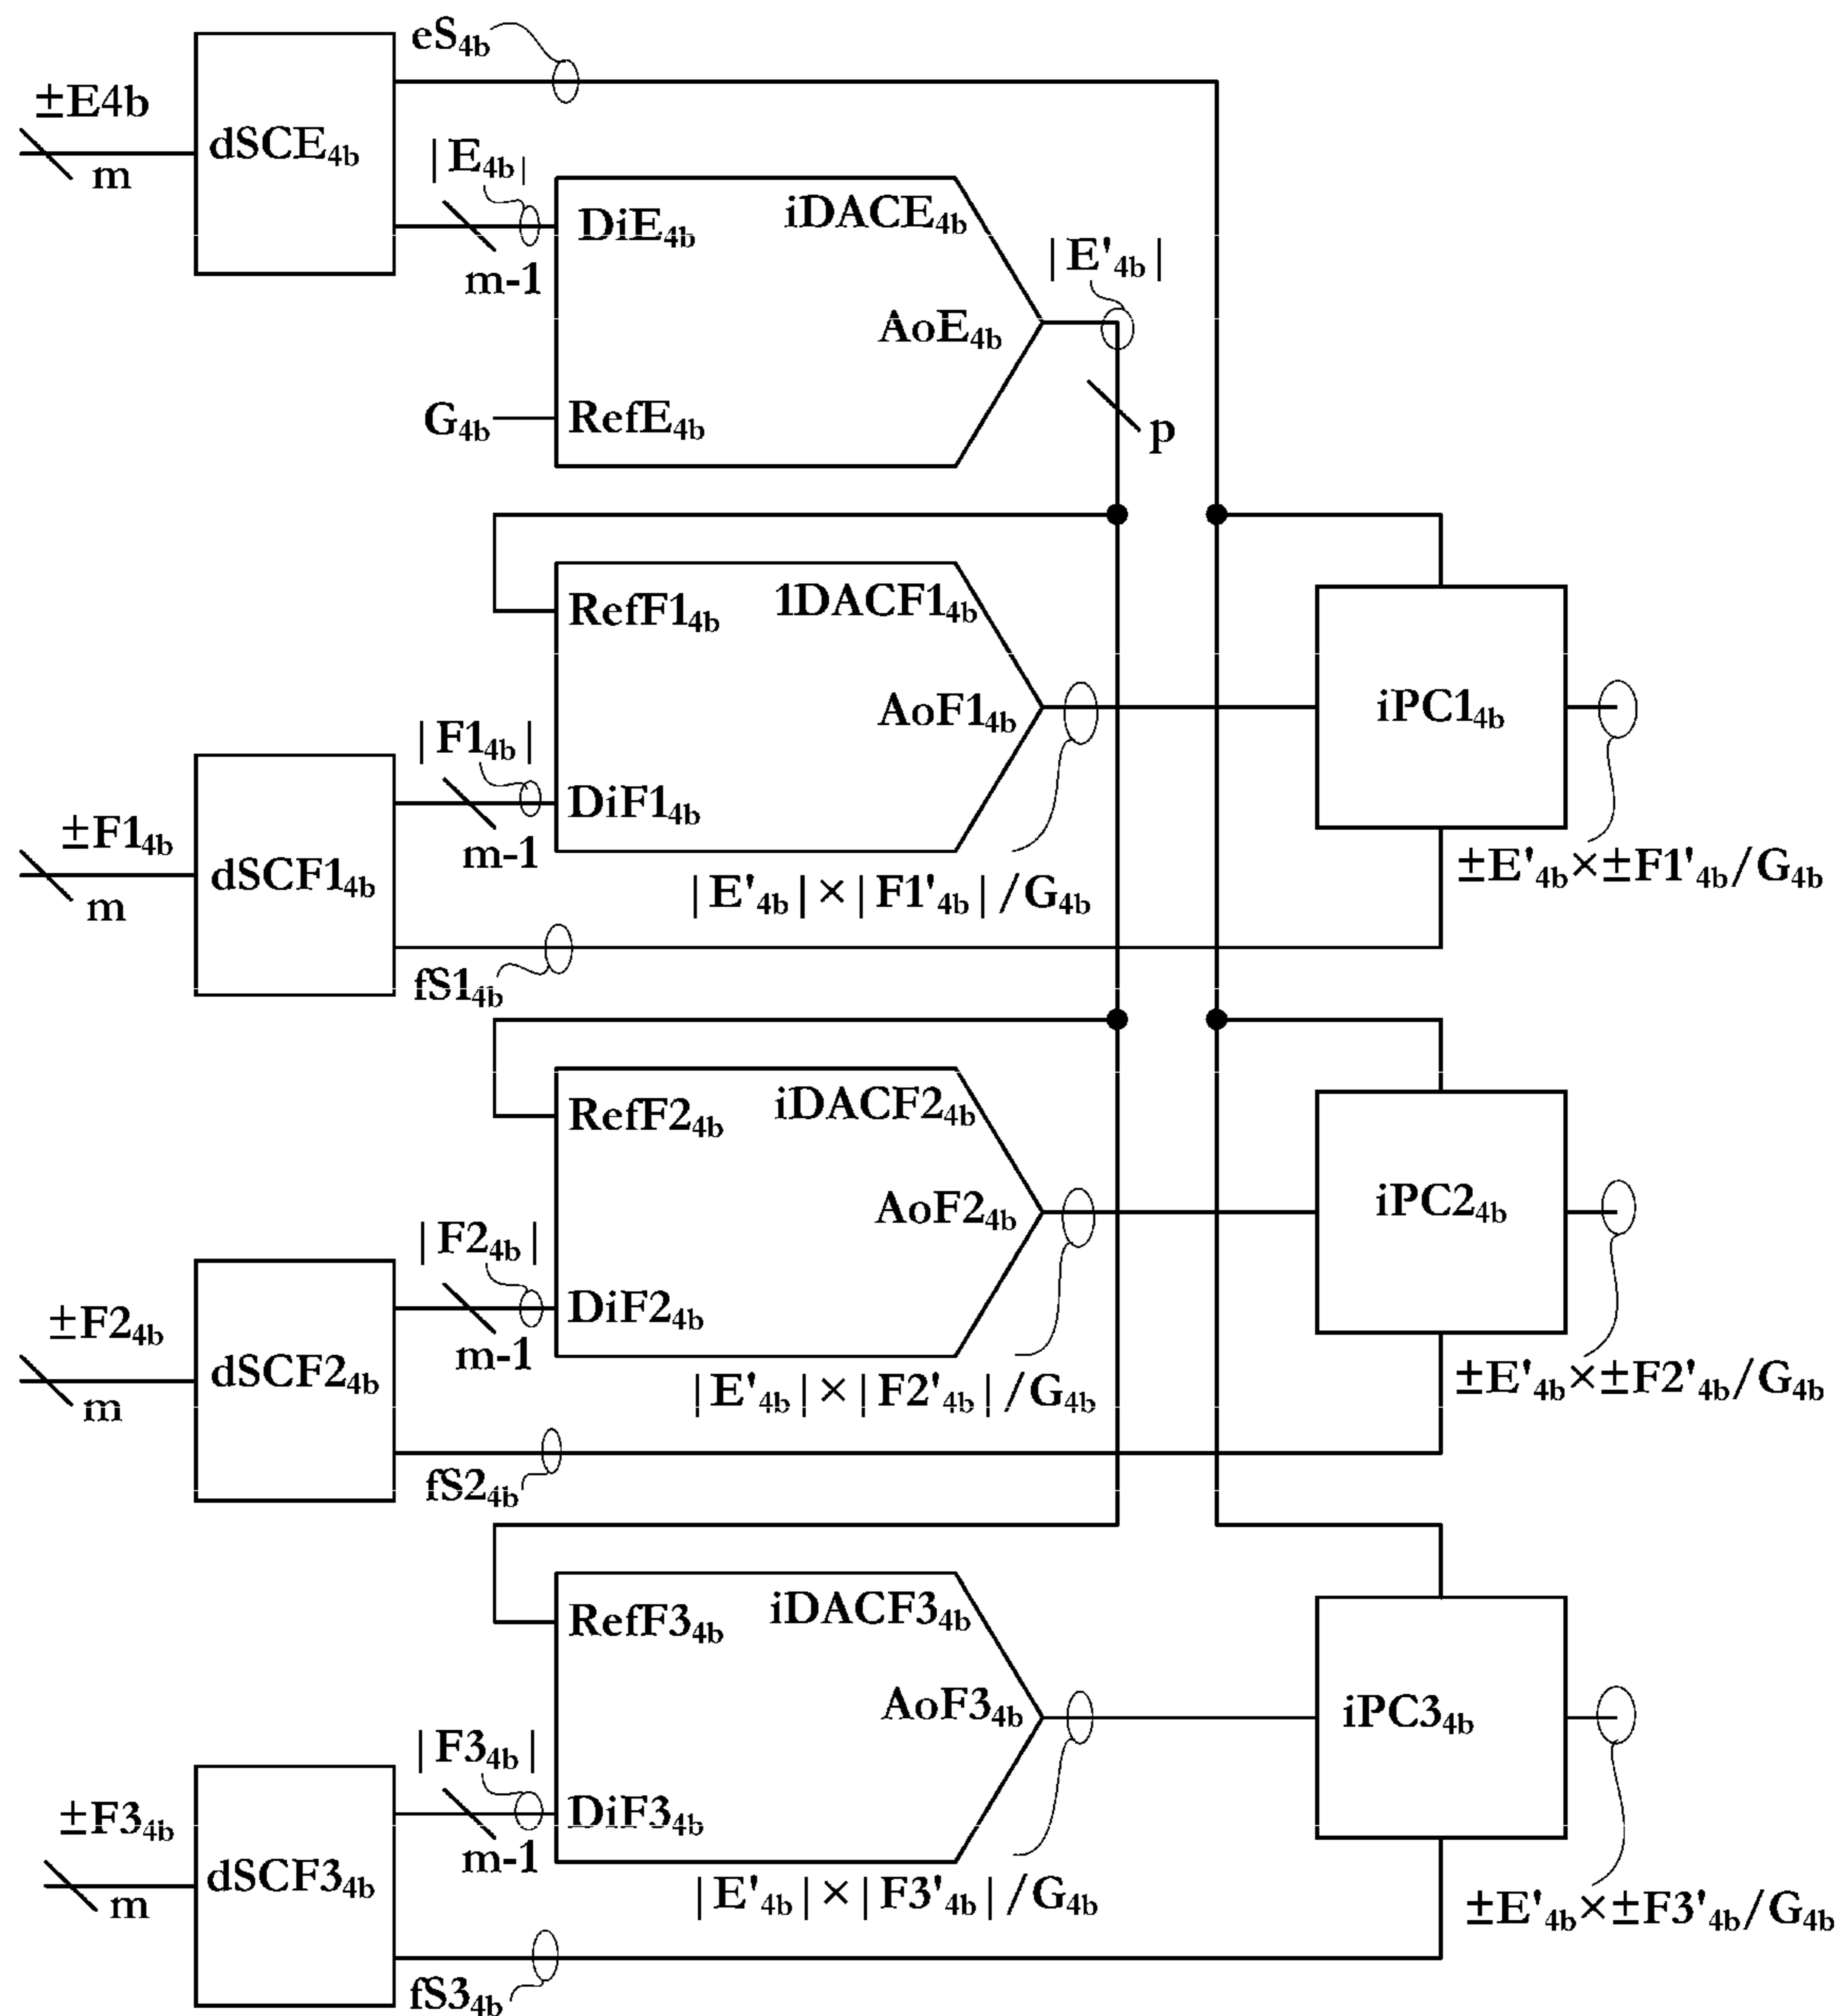 eS4b
±E4b
m
dSCE4b
|E4b|
m-1
DiE4b
iDACE4b
AoE4b
|E'4b|
G4b
RefE4b
p
RefF14b
1DACF14b
AoF14b
iPC14b
|F14b|
m-1
DiF14b
±F14b
m
dSCF14b
|E'4b|×|F1'4b|/G4b
±E'4b×±F1'4b/G4b
fS14b
RefF24b
iDACF24b
AoF24b
iPC24b
|F24b|
m-1
DiF24b
±F24b
m
dSCF24b
|E'4b|×|F2'4b|/G4b
±E'4b×±F2'4b/G4b
fS24b
RefF34b
iDACF34b
AoF34b
iPC34b
|F34b|
m-1
DiF34b
±F34b
m
dSCF34b
|E'4b|×|F3'4b|/G4b
±E'4b×±F3'4b/G4b
fS34b